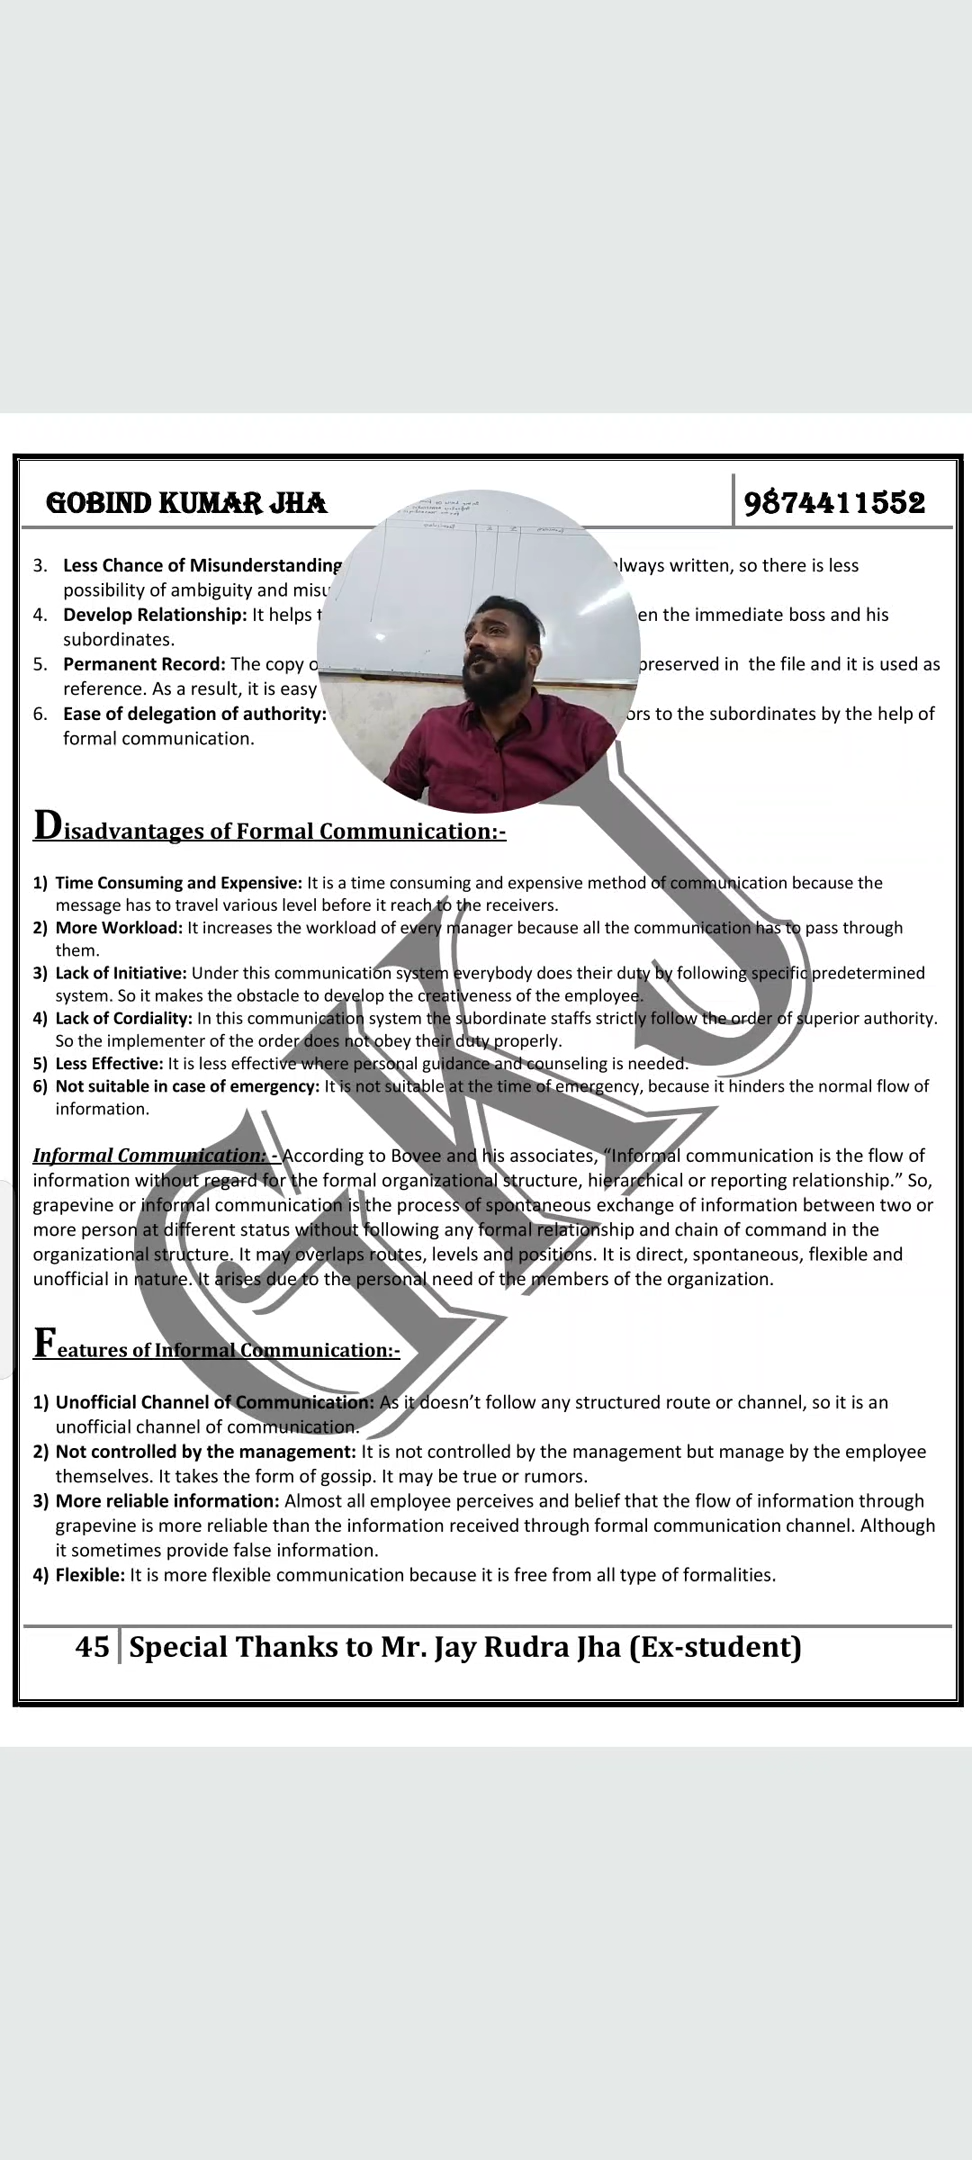 GOBIND KUMAR JHA
9874411552
3. Less Chance of Misunderstanding always written, so there is less
possibility of ambiguity and
4. Develop Relationship: It helps the immediate boss and his
subordinates.
5. Permanent Record: The copy preserved in the file and it is used as
reference. As a result, it is easy
6. Ease of delegation of authority: to the subordinates by the help of
formal communication.
Disadvantages of Formal Communication:-
1) Time Consuming and Expensive: It is a time consuming and expensive method of communication because the
message has to travel various level before it reach to the receivers.
2) More Workload: It increases the workload of every manager because all the communication has to pass through
them.
3) Lack of Initiative: Under this communication system everybody does their duty by following specific predetermined
system. So it makes the obstacle to develop the creativeness of the employee.
4) Lack of Cordiality: In this communication system the subordinate staffs strictly follow the order of superior authority.
So the implementer of the order does not obey their duty properly.
5) Less Effective: It is less effective where personal guidance and counseling is needed.
6) Not suitable in case of emergency: It is not suitable at the time of emergency, because it hinders the normal flow of
information.
Informal Communication: - According to Bovee and his associates, “Informal communication is the flow of
information without regard for the formal organizational structure, hierarchical or reporting relationship.” So,
grapevine or informal communication is the process of spontaneous exchange of information between two or
more person at different status without following any formal relationship and chain of command in the
organizational structure. It may overlaps routes, levels and positions. It is direct, spontaneous, flexible and
unofficial in nature. It arises due to the personal need of the members of the organization.
Features of Informal Communication:-
1) Unofficial Channel of Communication: As it doesn’t follow any structured route or channel, so it is an
unofficial channel of communication.
2) Not controlled by the management: It is not controlled by the management but manage by the employee
themselves. It takes the form of gossip. It may be true or rumors.
3) More reliable information: Almost all employee perceives and belief that the flow of information through
grapevine is more reliable than the information received through formal communication channel. Although
it sometimes provide false information.
4) Flexible: It is more flexible communication because it is free from all type of formalities.
GKJ
45 Special Thanks to Mr. Jay Rudra Jha (Ex-student)